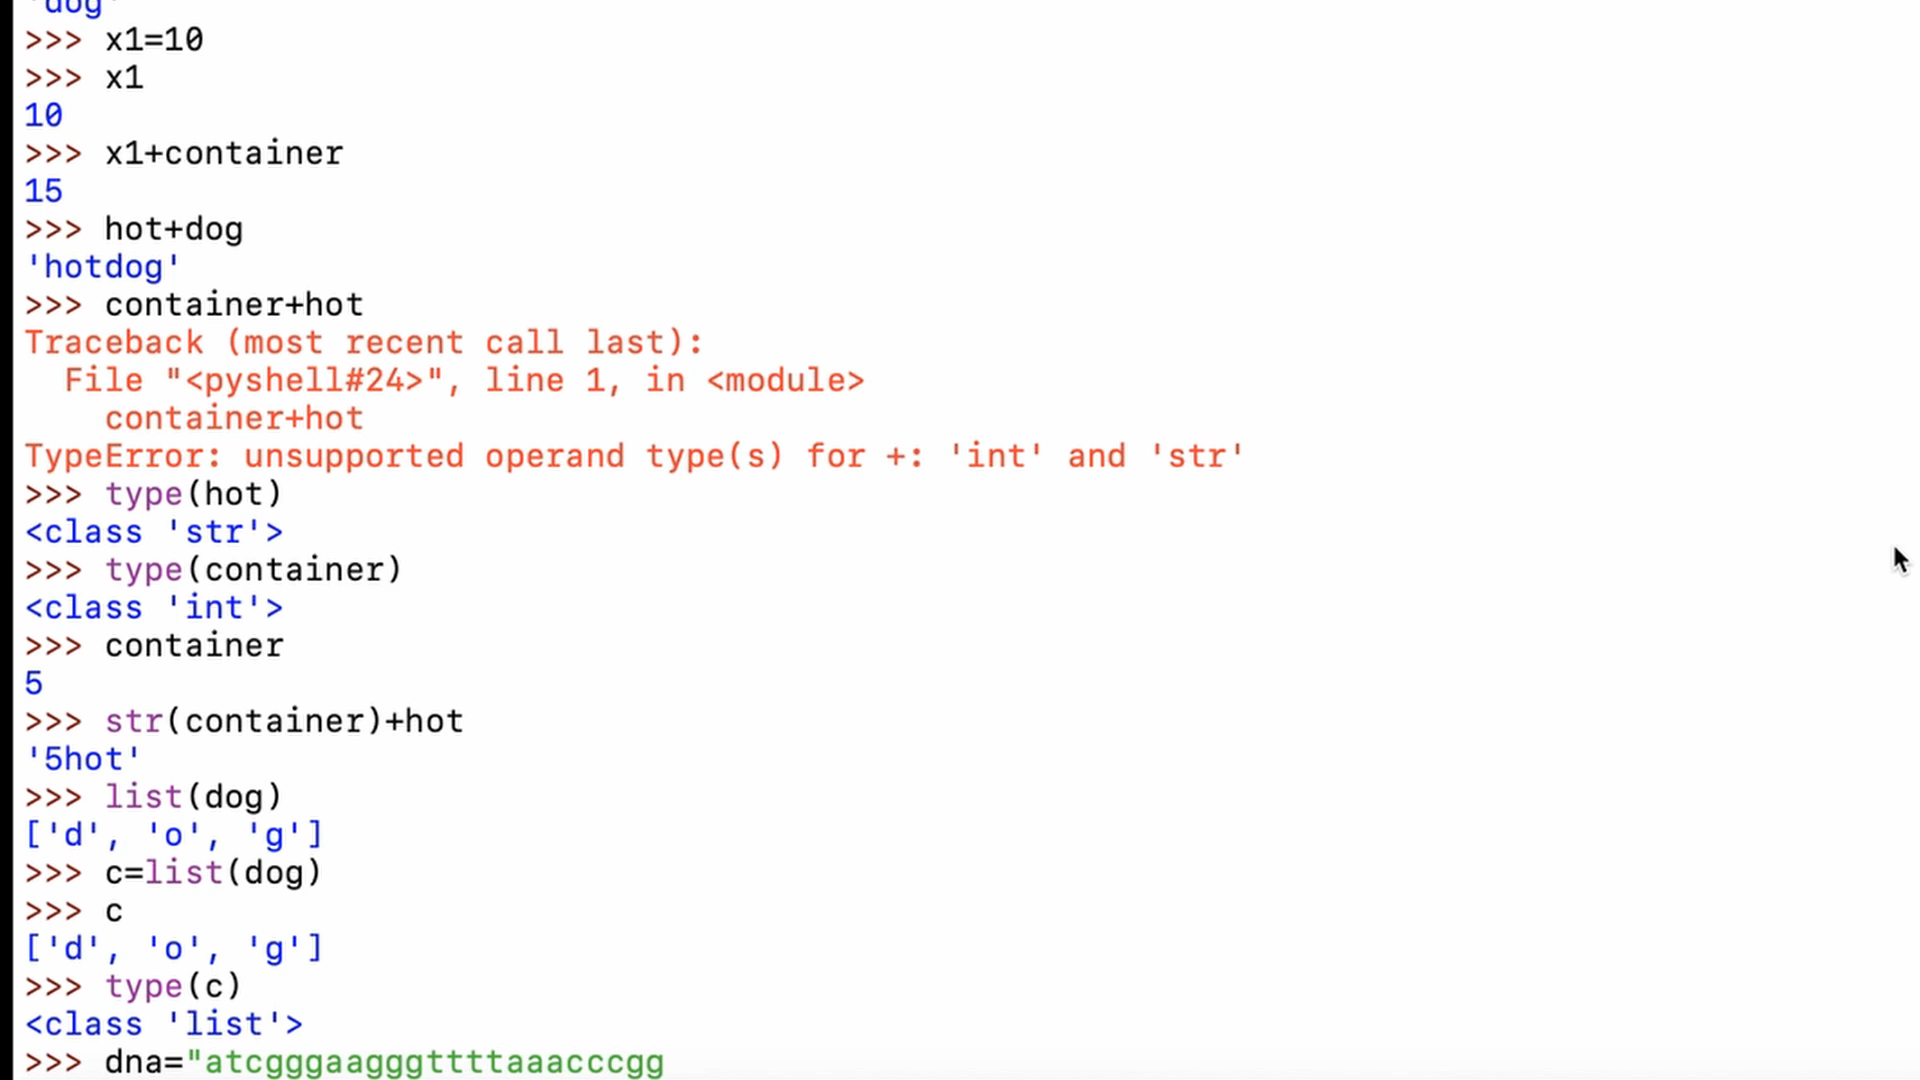 'dog'
>>> x1=10
>>> x1
10
>>> x1+container
15
>>> hot+dog
'hotdog'
>>> container+hot
Traceback (most recent call last):
  File "<pyshell#24>", line 1, in <module>
    container+hot
TypeError: unsupported operand type(s) for +: 'int' and 'str'
>>> type(hot)
<class 'str'>
>>> type(container)
<class 'int'>
>>> container
5
>>> str(container)+hot
'5hot'
>>> list(dog)
['d', 'o', 'g']
>>> c=list(dog)
>>> c
['d', 'o', 'g']
>>> type(c)
<class 'list'>
>>> dna="atcgggaagggttttaaacccgg